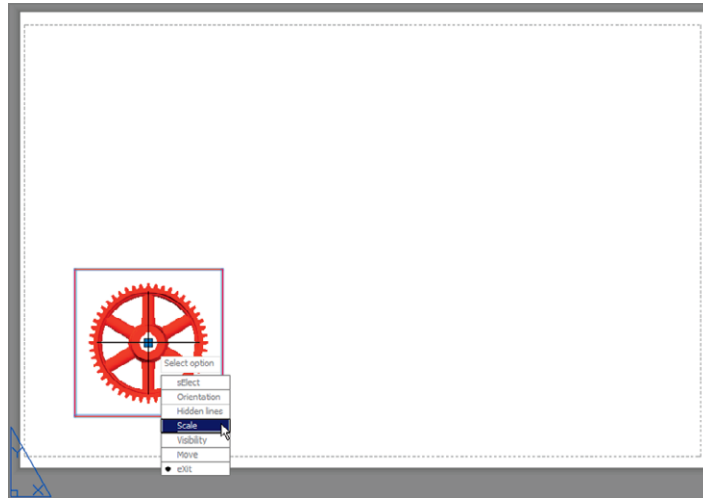 Select option
sElect
Orientation
Hidden lines
Scale
Visibility
Move
eXit
Y
X